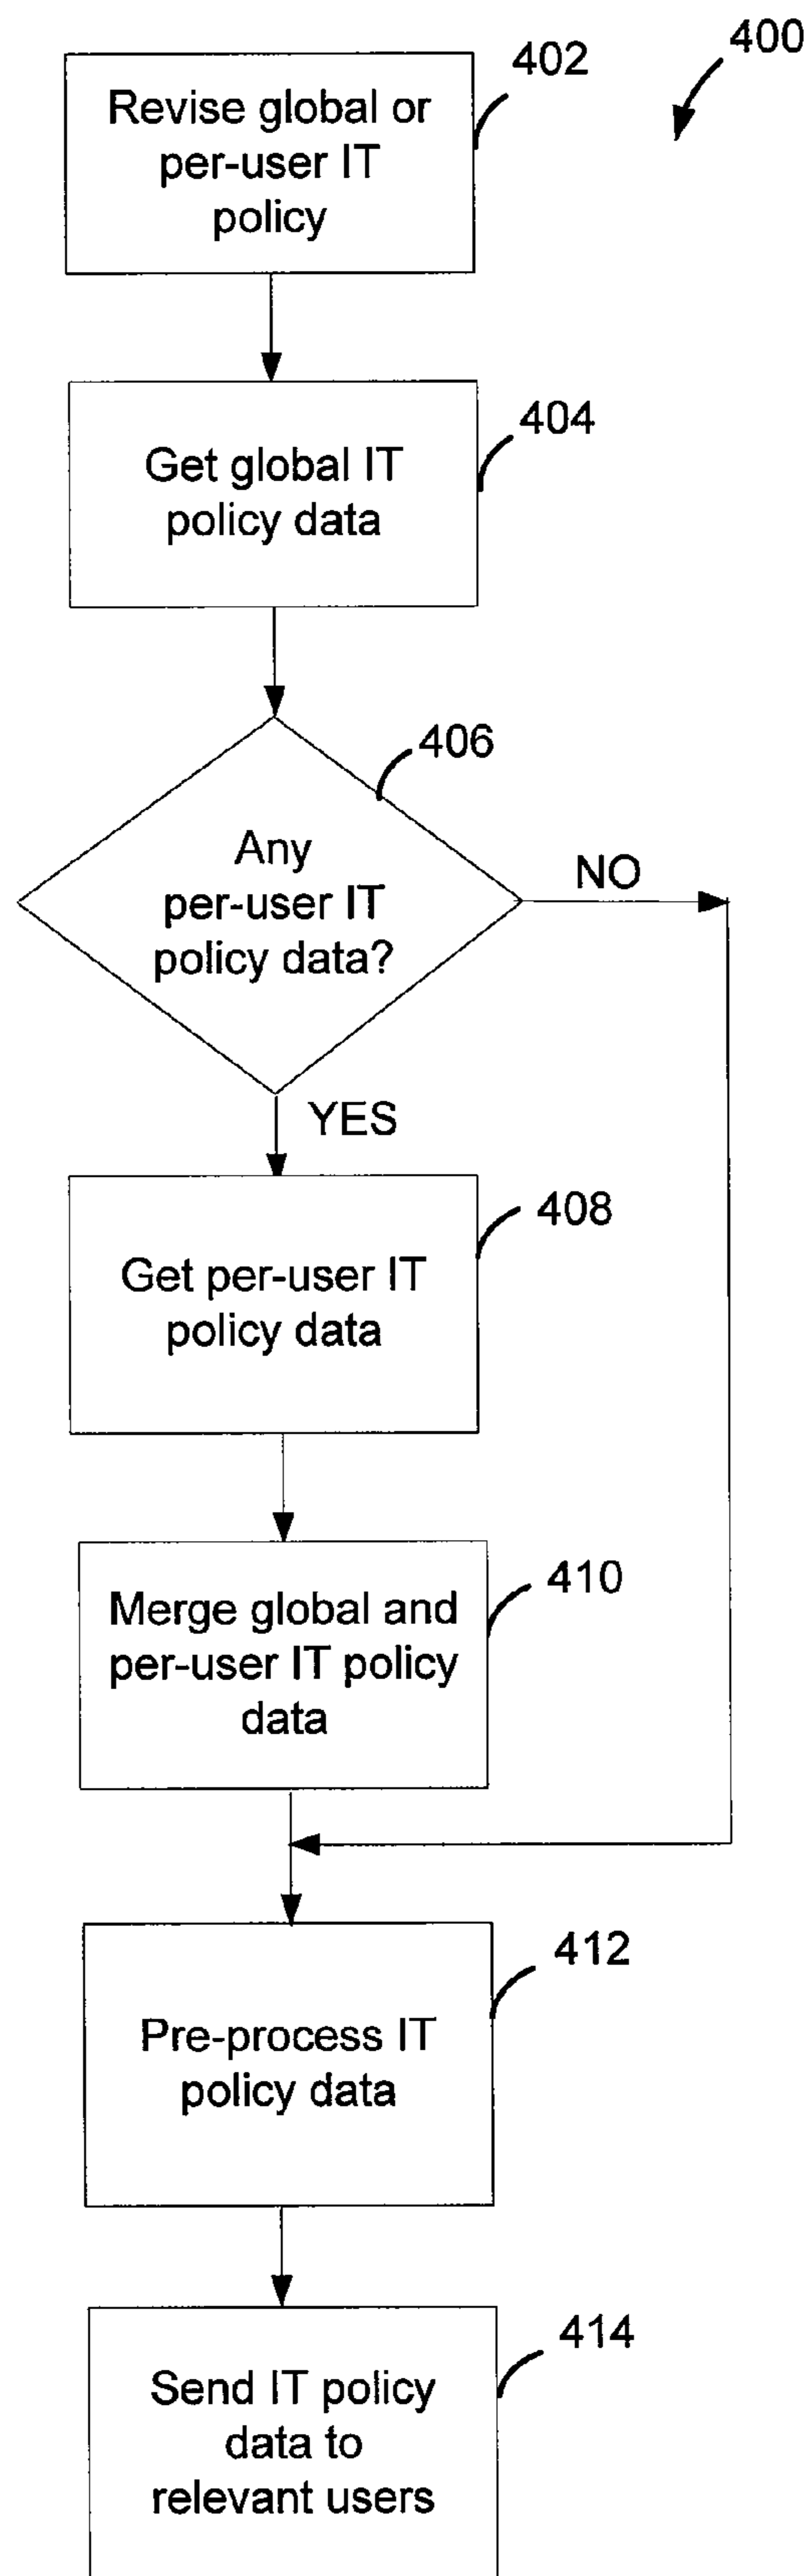 400
402
Revise global or
per-user IT
policy
404
Get global IT
policy data
406
Any
per-user IT
policy data?
NO
YES
408
Get per-user IT
policy data
410
Merge global and
per-user IT policy
data
412
Pre-process IT
policy data
414
Send IT policy
data to
relevant users